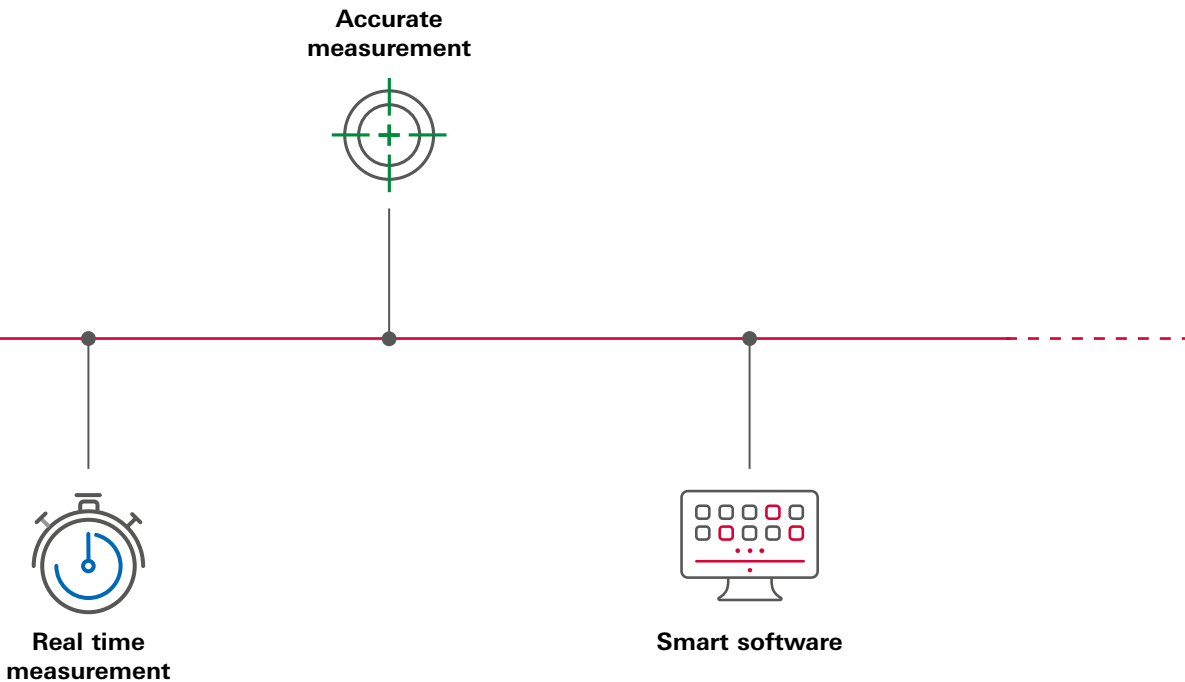 Accurate
measurement
Real time
measurement
Smart software